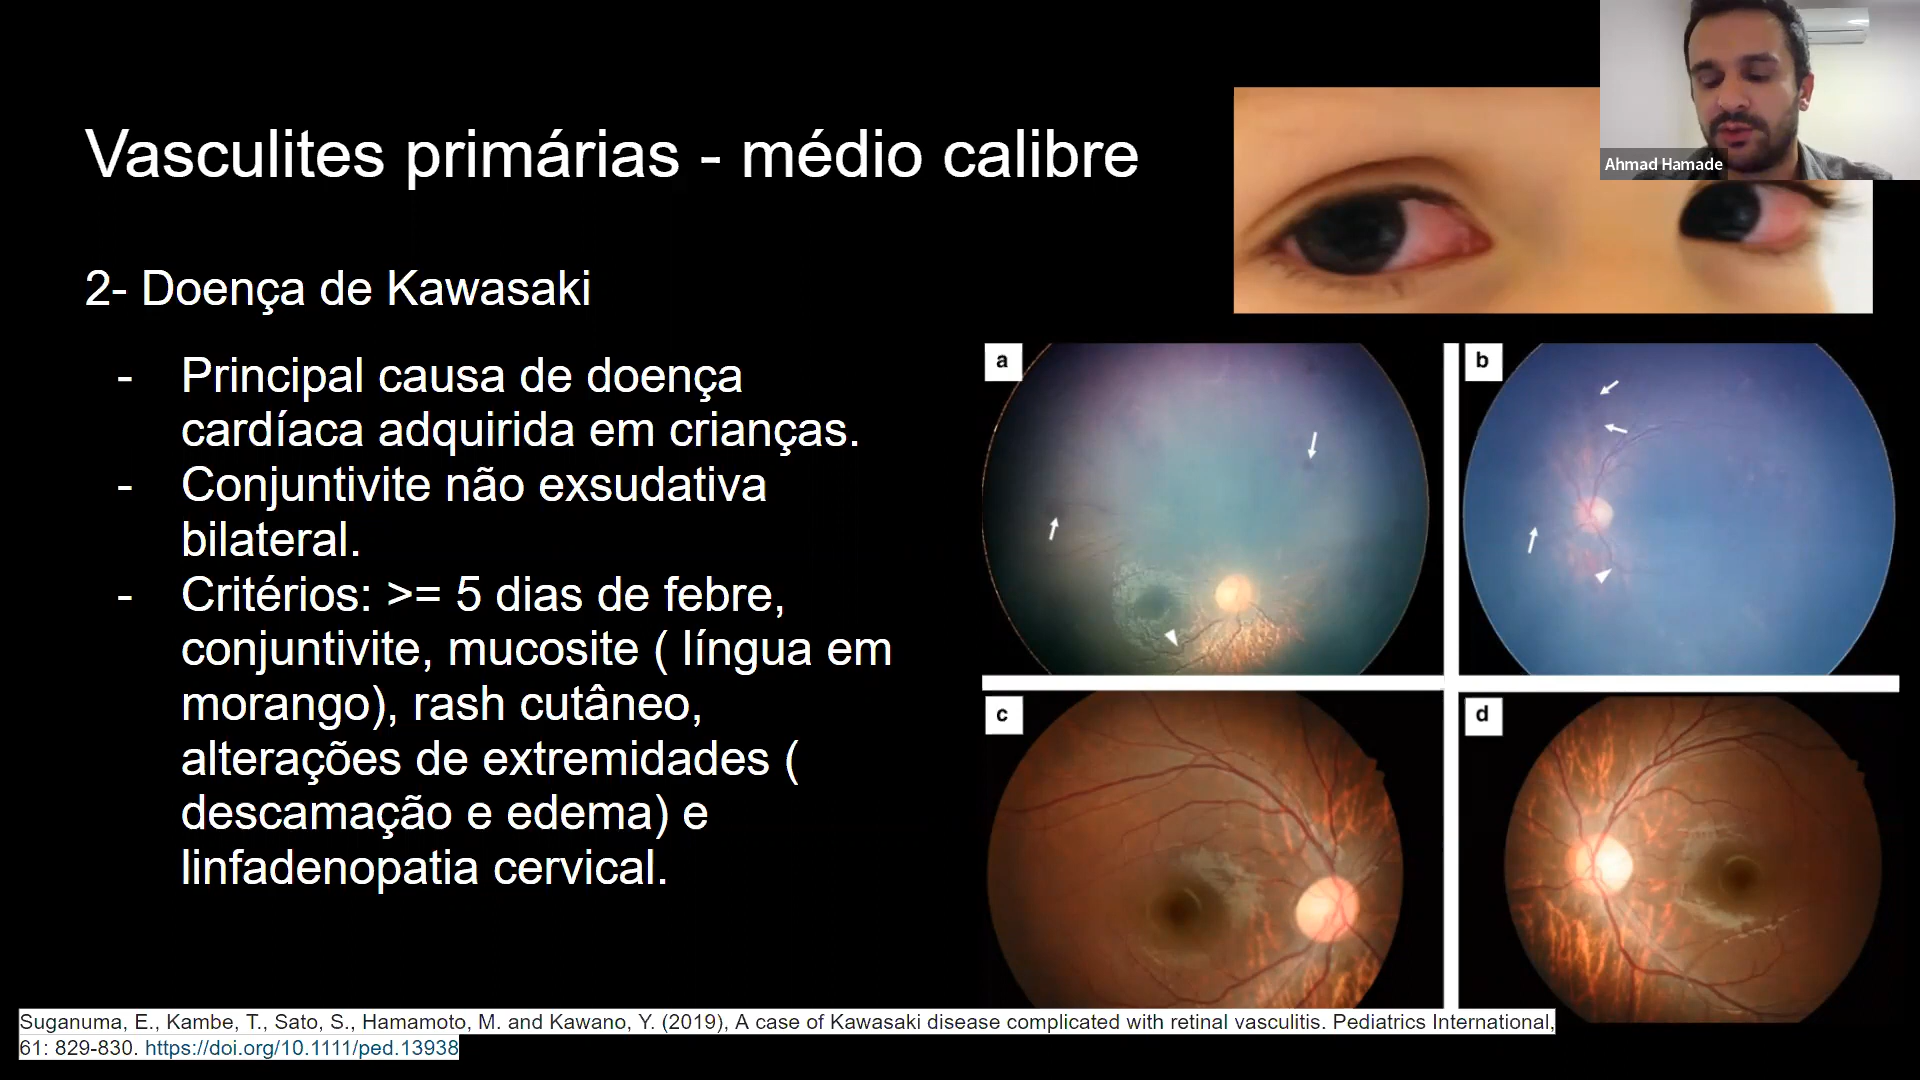 Vasculites primárias - médio calibre
Ahmad Hamade
2- Doença de Kawasaki
- Principal causa de doença
cardíaca adquirida em crianças.
- Conjuntivite não exsudativa
bilateral.
- Critérios: >= 5 dias de febre,
conjuntivite, mucosite ( língua em
morango), rash cutâneo,
alterações de extremidades (
descamação e edema) e
linfadenopatia cervical.
a
b
c
d
Suganuma, E., Kambe, T., Sato, S., Hamamoto, M. and Kawano, Y. (2019), A case of Kawasaki disease complicated with retinal vasculitis. Pediatrics International,
61: 829-830. https://doi.org/10.1111/ped.13938